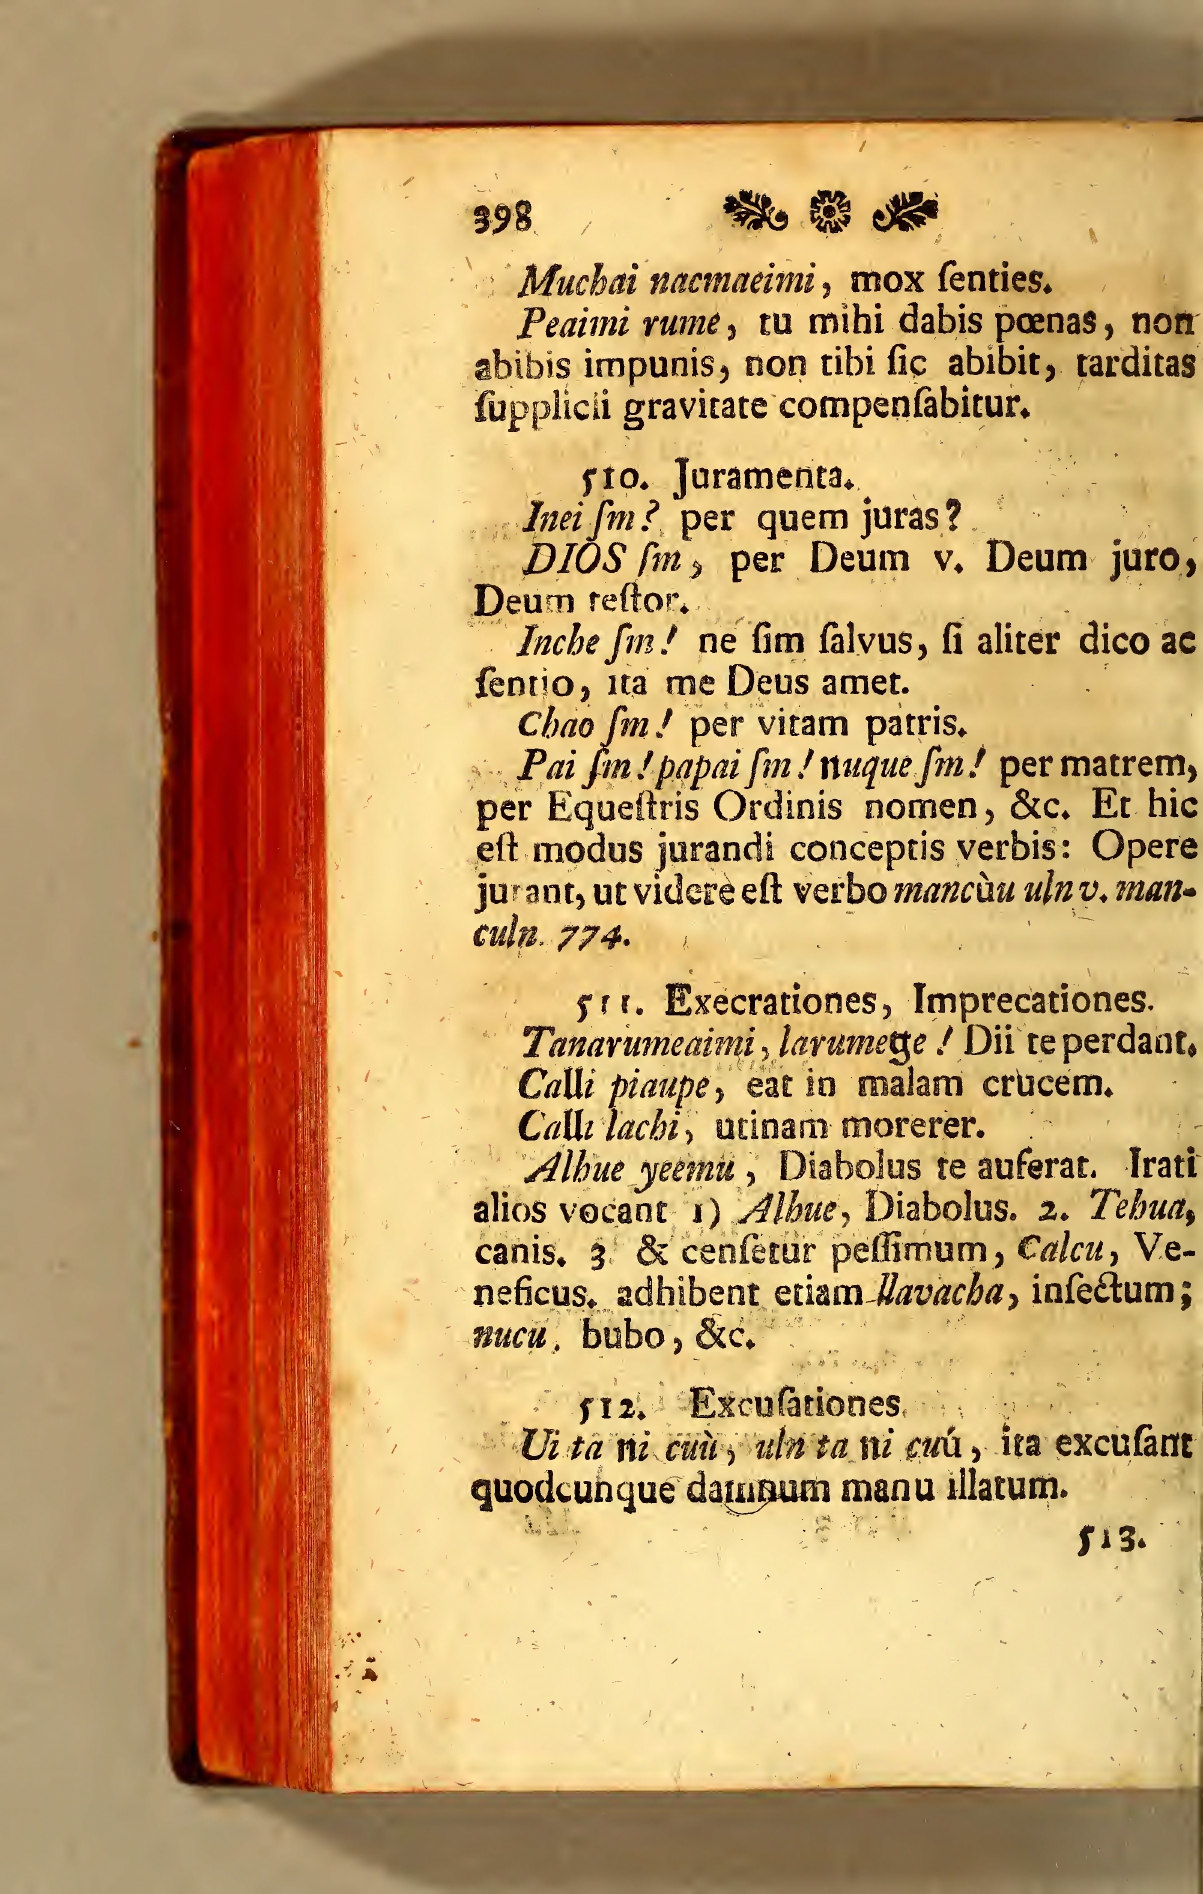 398
Muchai nacmaeimi, mox ſenties.
Peaimi rume, tu mihi dabis pœnas, non
abibis impunis, non tibi ſic abibit, tarditas
ſupplicii gravitate compenſabitur.
510. Juramenta.
Inei ſm? per quem juras?
DIOS ſm, per Deum v. Deum juro,
Deum teſtor.
Inche ſm! ne ſim ſalvus, ſi aliter dico ac
ſentio, ita me Deus amet.
Chao ſm! per vitam patris.
Pai ſm! papai ſm! nuque ſm! per matrem,
per Equeſtris Ordinis nomen, &c. Et hic
eſt modus jurandi conceptis verbis: Opere
jurant, ut videre eſt verbo mancùu uln v. man-
culn. 774.
511. Execrationes, Imprecationes.
Tanarumeaimi, larumetge! Dii te perdant.
Calli piaupe, eat in malam crucem.
Calli lachi, utinam morerer.
Alhue yeemu, Diabolus te auferat. Irati
alios vocant 1) Alhue, Diabolus. 2. Tehua,
canis. 3 & cenſetur peſſimum, Calcu, Ve-
neficus. adhibent etiam llavacha, inſectum;
nucu. bubo, &c.
512. Excuſationes.
Ui ta ni cuù, uln ta ni cuú, ita excuſant
quodcunque damnum manu illatum.
513.